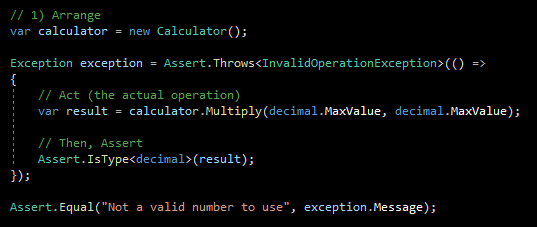 // 1) Arrange
var calculator = new Calculator();
Exception exception = Assert.Throws<InvalidOperationException>(() =>
{
// Act (the actual operation)
var result = calculator.Multiply(decimal.MaxValue, decimal.MaxValue);
// Then, Assert
Assert.IsType<decimal>(result);
});
Assert.Equal("Not a valid number to use", exception.Message);